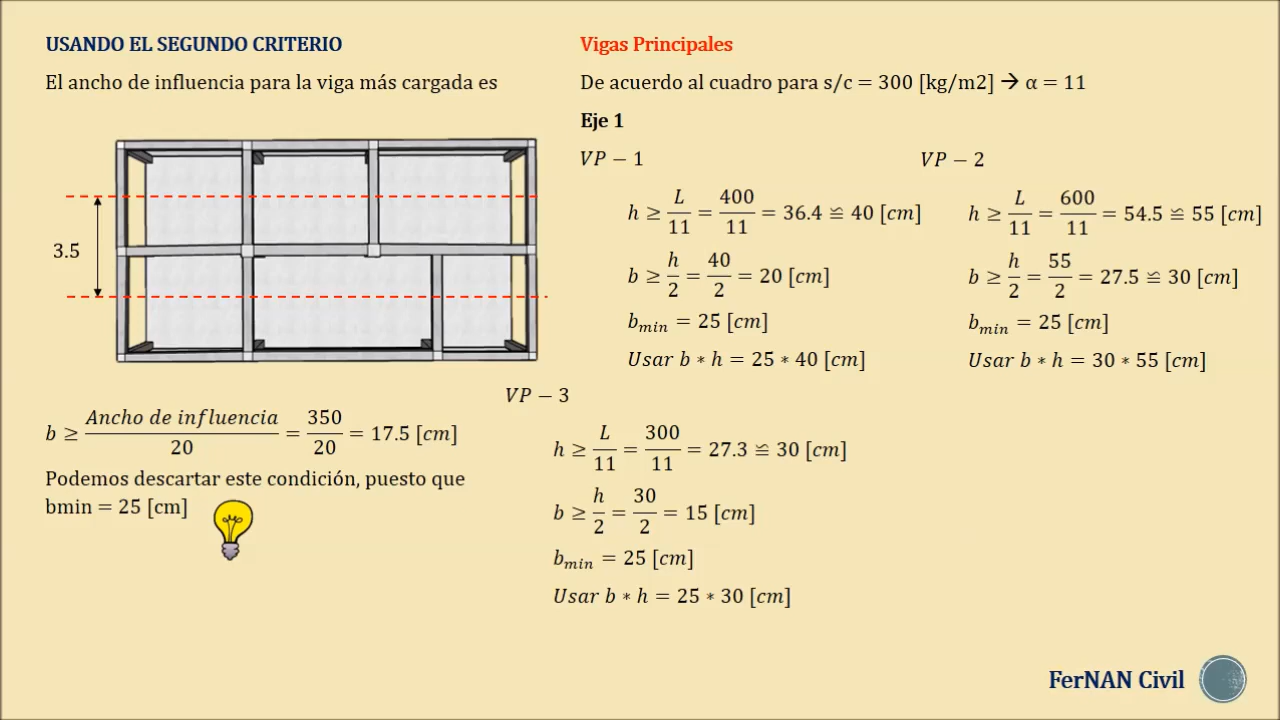 USANDO EL SEGUNDO CRITERIO
El ancho de influencia para la viga más cargada es
3.5
b ≥ Ancho de influencia / 20 = 350 / 20 = 17.5 [cm]
Podemos descartar este condición, puesto que
bmin = 25 [cm]
Vigas Principales
De acuerdo al cuadro para s/c = 300 [kg/m2] → α = 11
Eje 1
VP − 1
h ≥ L / 11 = 400 / 11 = 36.4 ≌ 40 [cm]
b ≥ h / 2 = 40 / 2 = 20 [cm]
b_min = 25 [cm]
Usar b * h = 25 * 40 [cm]
VP − 2
h ≥ L / 11 = 600 / 11 = 54.5 ≌ 55 [cm]
b ≥ h / 2 = 55 / 2 = 27.5 ≌ 30 [cm]
b_min = 25 [cm]
Usar b * h = 30 * 55 [cm]
VP − 3
h ≥ L / 11 = 300 / 11 = 27.3 ≌ 30 [cm]
b ≥ h / 2 = 30 / 2 = 15 [cm]
b_min = 25 [cm]
Usar b * h = 25 * 30 [cm]
FerNAN Civil